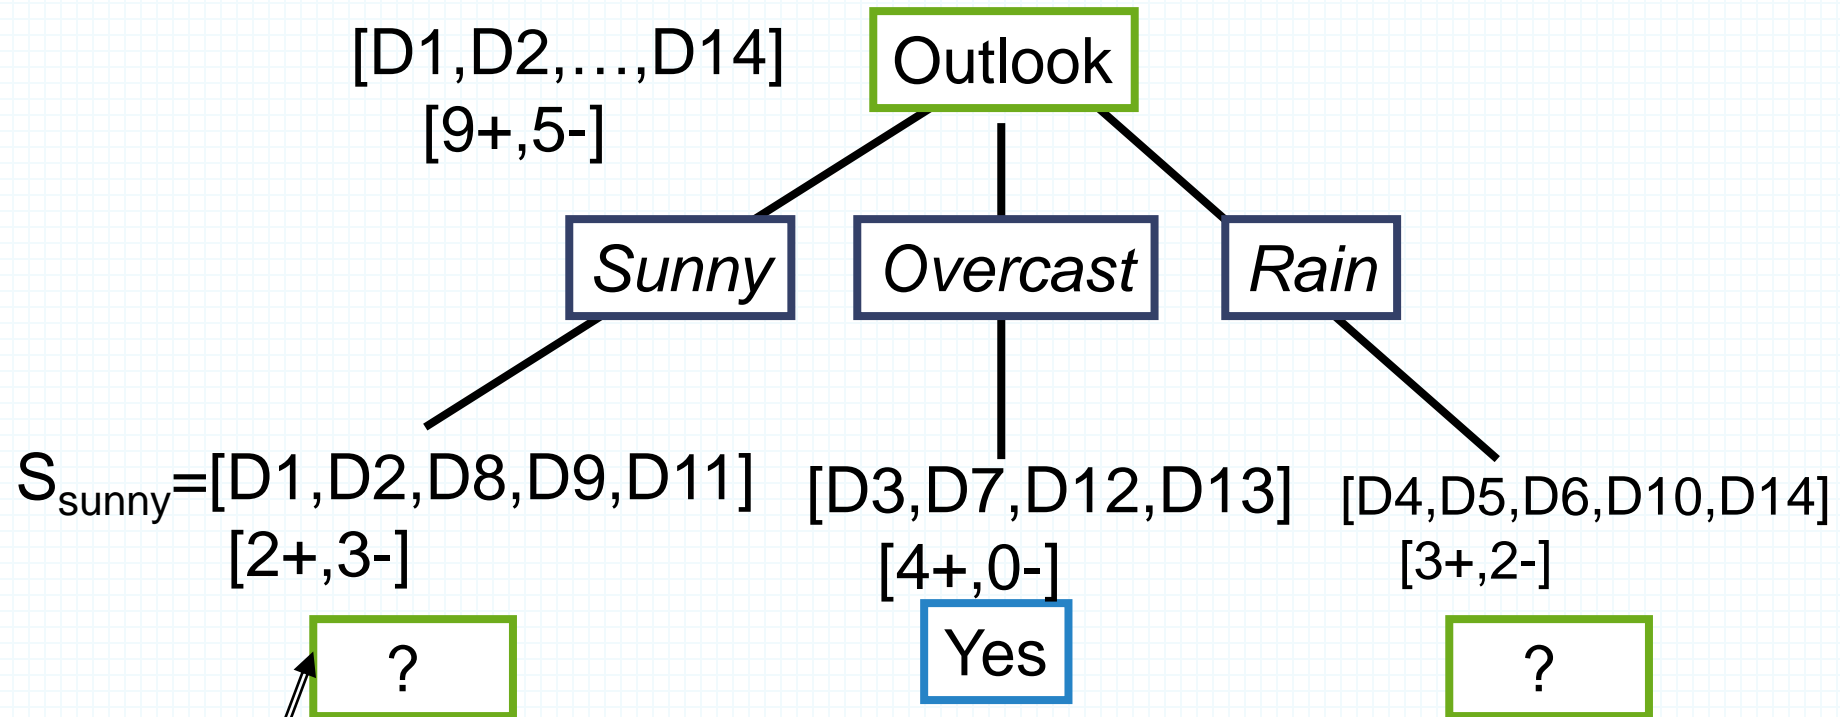 [D1,D2,…,D14]
[9+,5-]
Outlook
Sunny
Overcast
Rain
S_sunny=[D1,D2,D8,D9,D11]
[2+,3-]
[D3,D7,D12,D13]
[4+,0-]
[D4,D5,D6,D10,D14]
[3+,2-]
?
Yes
?